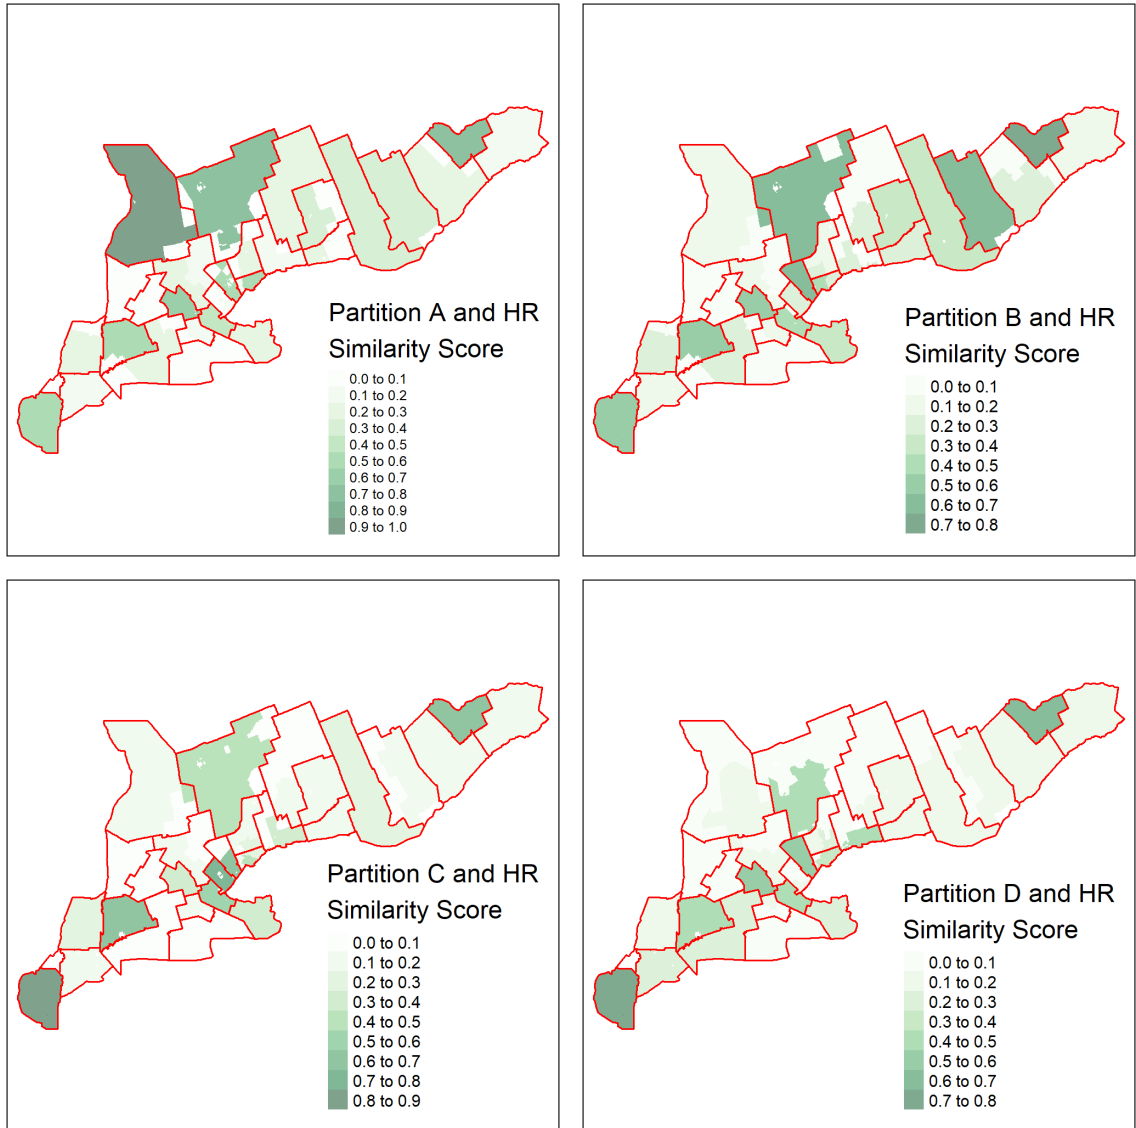 Partition A and HR
Similarity Score
0.0 to 0.1
0.1 to 0.2
0.2 to 0.3
0.3 to 0.4
0.4 to 0.5
0.5 to 0.6
0.6 to 0.7
0.7 to 0.8
0.8 to 0.9
0.9 to 1.0
Partition B and HR
Similarity Score
0.0 to 0.1
0.1 to 0.2
0.2 to 0.3
0.3 to 0.4
0.4 to 0.5
0.5 to 0.6
0.6 to 0.7
0.7 to 0.8
Partition C and HR
Similarity Score
0.0 to 0.1
0.1 to 0.2
0.2 to 0.3
0.3 to 0.4
0.4 to 0.5
0.5 to 0.6
0.6 to 0.7
0.7 to 0.8
0.8 to 0.9
Partition D and HR
Similarity Score
0.0 to 0.1
0.1 to 0.2
0.2 to 0.3
0.3 to 0.4
0.4 to 0.5
0.5 to 0.6
0.6 to 0.7
0.7 to 0.8